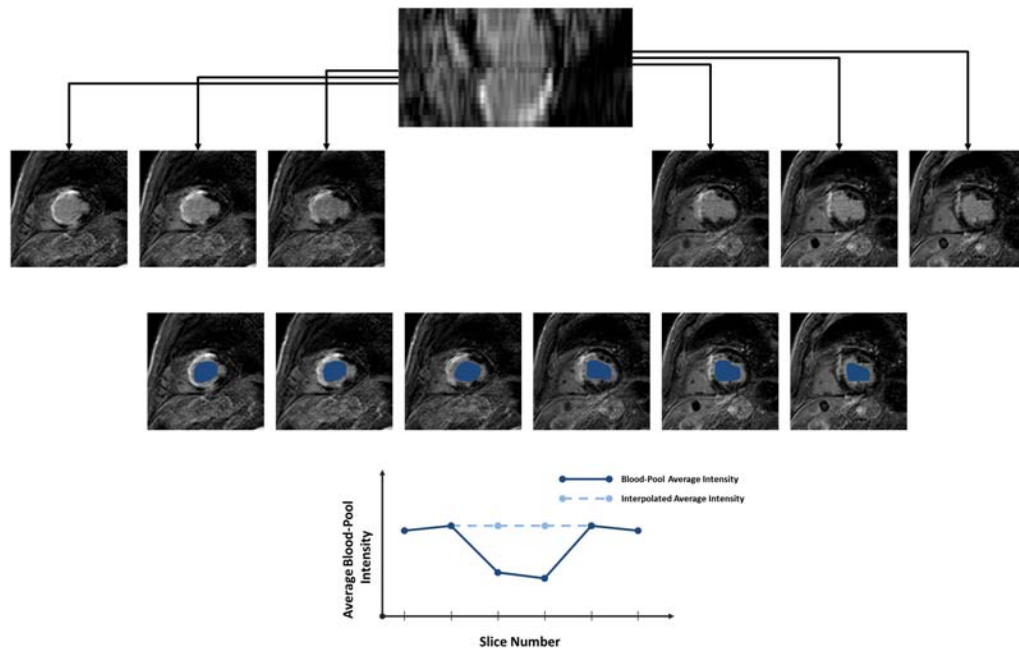 Blood-Pool Average Intensity
Interpolated Average Intensity
Average Blood-Pool
Intensity
Slice Number